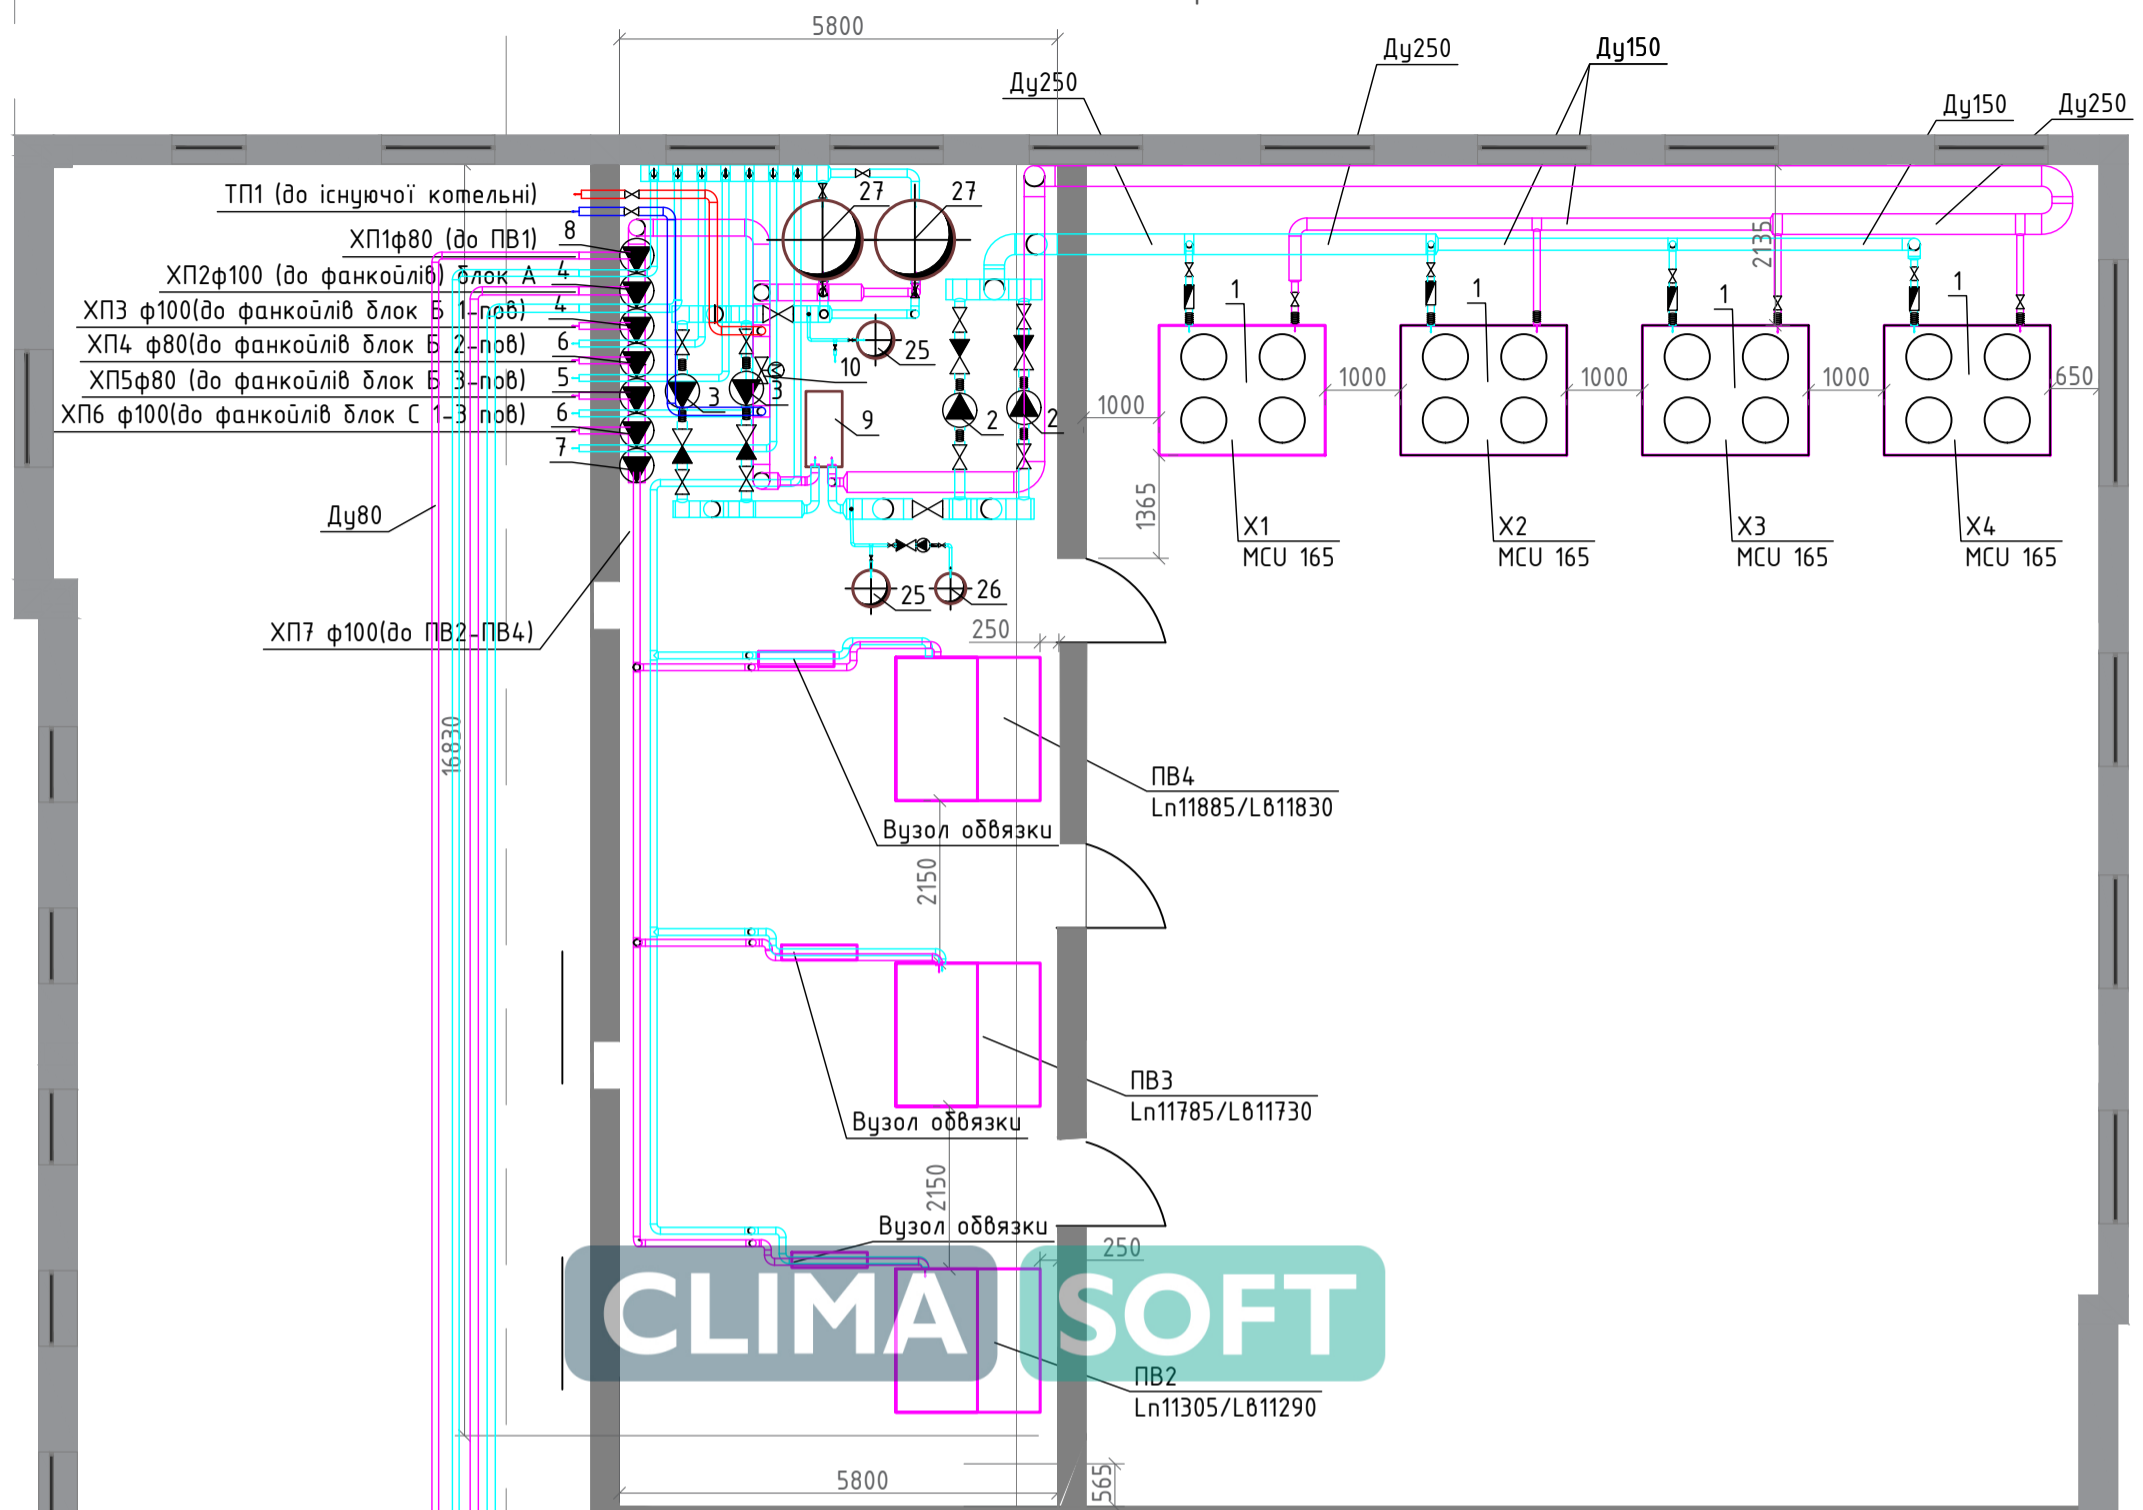 5800
Ду250
Ду150
Ду250
Ду150
Ду250
ТП1 (до існуючої котельні)
27
27
8
ХП1ф80 (до ПВ1)
ХП2ф100 (до фанкойлів) блок А
4
ХП3 ф100(до фанкойлів блок Б 1-пов)
4
ХП4 ф80(до фанкойлів блок Б 2-пов)
6
ХП5ф80 (до фанкойлів блок Б 3-пов)
5
ХП6 ф100(до фанкойлів блок С 1-3 пов)
6
7
2135
1
1
1
1
25
10
3
3
9
2
2
1000
1000
1000
1000
650
1365
Ду80
Х1
MCU 165
Х2
MCU 165
Х3
MCU 165
Х4
MCU 165
25
26
ХП7 ф100(до ПВ2-ПВ4)
250
16830
ПВ4
Lп11885/Lв11830
Вузол обвязки
2150
ПВ3
Lп11785/Lв11730
Вузол обвязки
2150
Вузол обвязки
250
CLIMA SOFT
ПВ2
Lп11305/Lв11290
5800
565